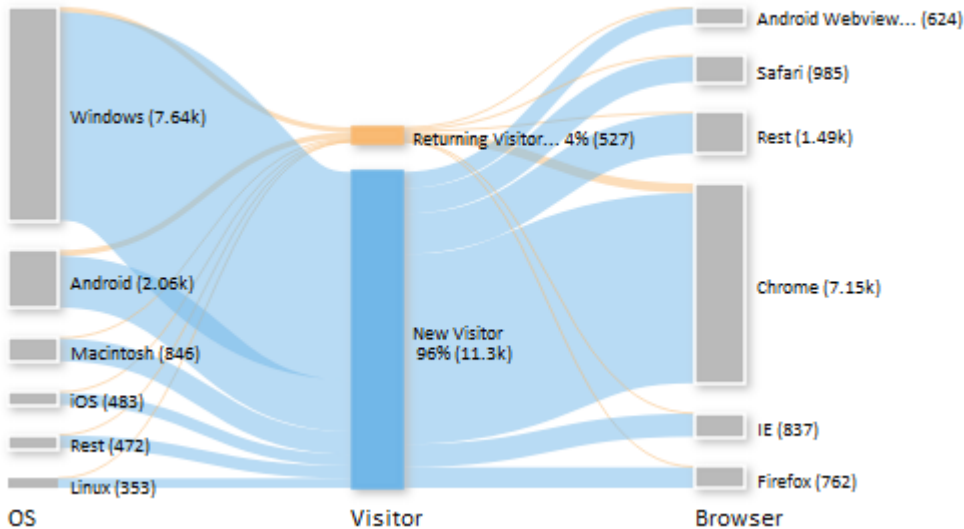 Windows (7.64k)
Android (2.06k)
Macintosh (846)
iOS (483)
Rest (472)
Linux (353)
OS
Returning Visitor... 4% (527)
New Visitor
96% (11.3k)
Visitor
Android Webview... (624)
Safari (985)
Rest (1.49k)
Chrome (7.15k)
IE (837)
Firefox (762)
Browser